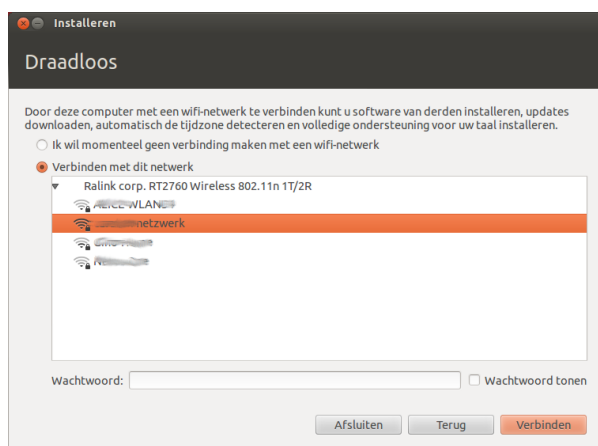 Installeren
Draadloos
Door deze computer met een wifi-netwerk te verbinden kunt u software van derden installeren, updates
downloaden, automatisch de tijdzone detecteren en volledige ondersteuning voor uw taal installeren.
Ik wil momenteel geen verbinding maken met een wifi-netwerk
Verbinden met dit netwerk
Ralink corp. RT2760 Wireless 802.11n 1T/2R
netzwerk
Wachtwoord:
Wachtwoord tonen
Afsluiten Terug Verbinden